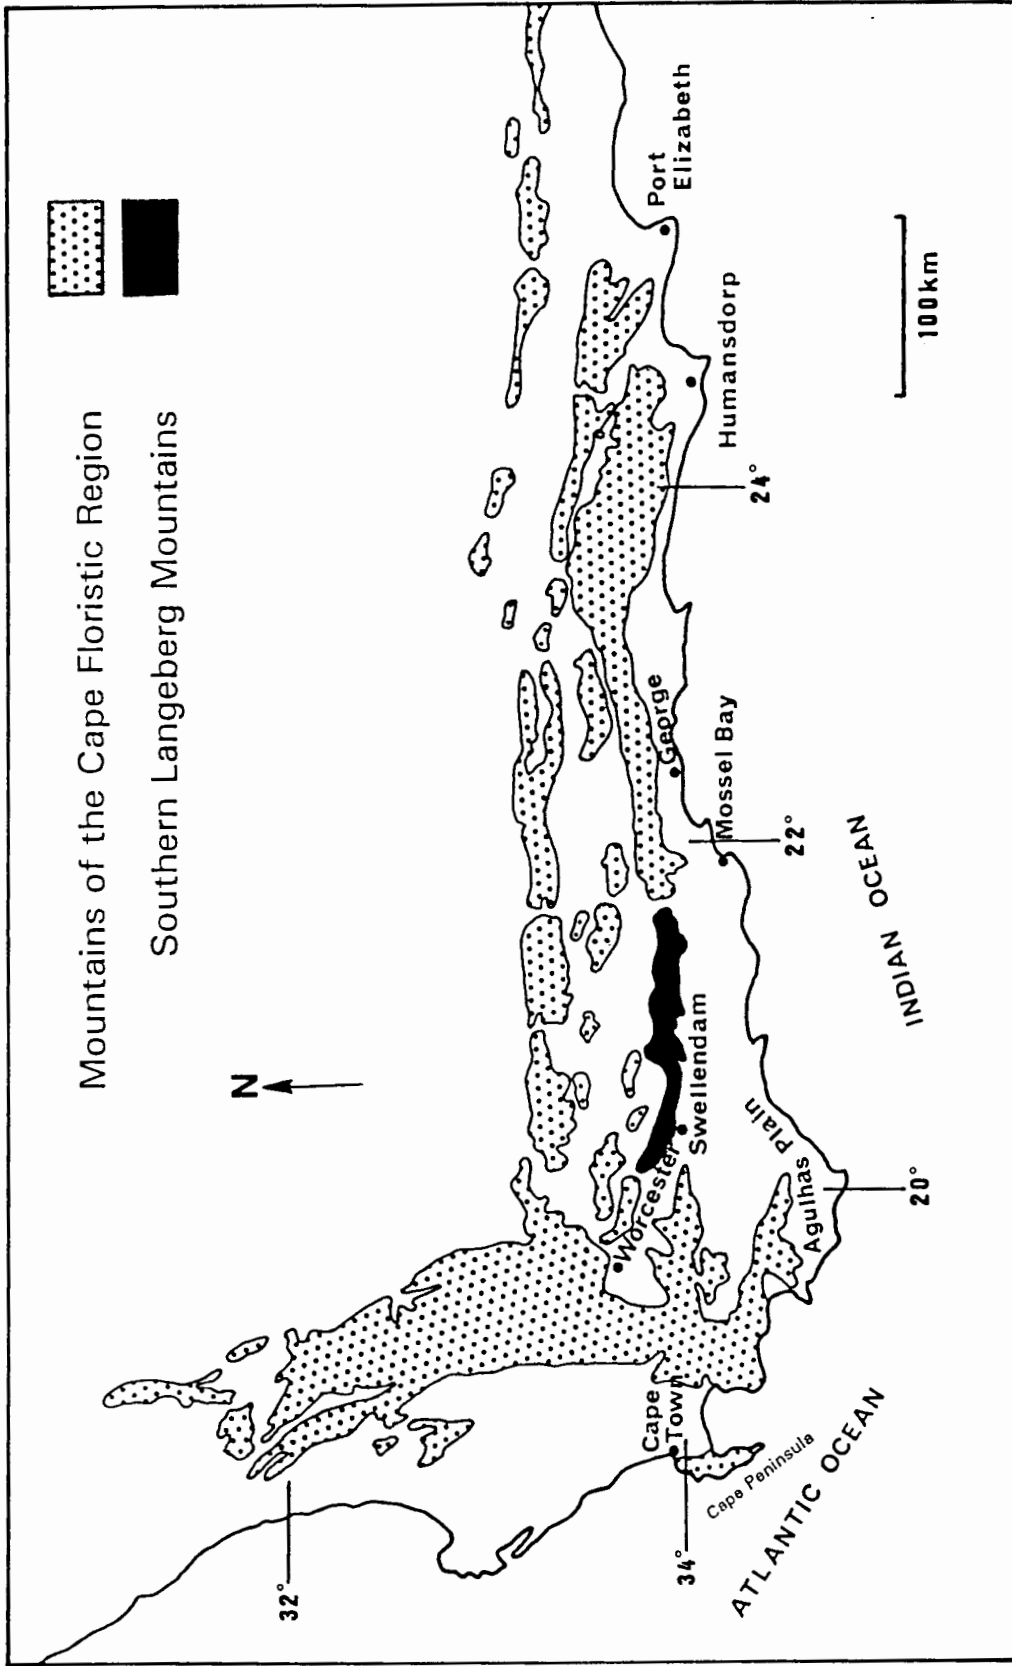 Mountains of the Cape Floristic Region
Southern Langeberg Mountains
N
32°
34°
Cape
Town
Cape Peninsula
ATLANTIC OCEAN
Worcester
Swellendam
Agulhas Plain
20°
INDIAN OCEAN
22°
Mossel Bay
George
24°
Humansdorp
Port
Elizabeth
100km